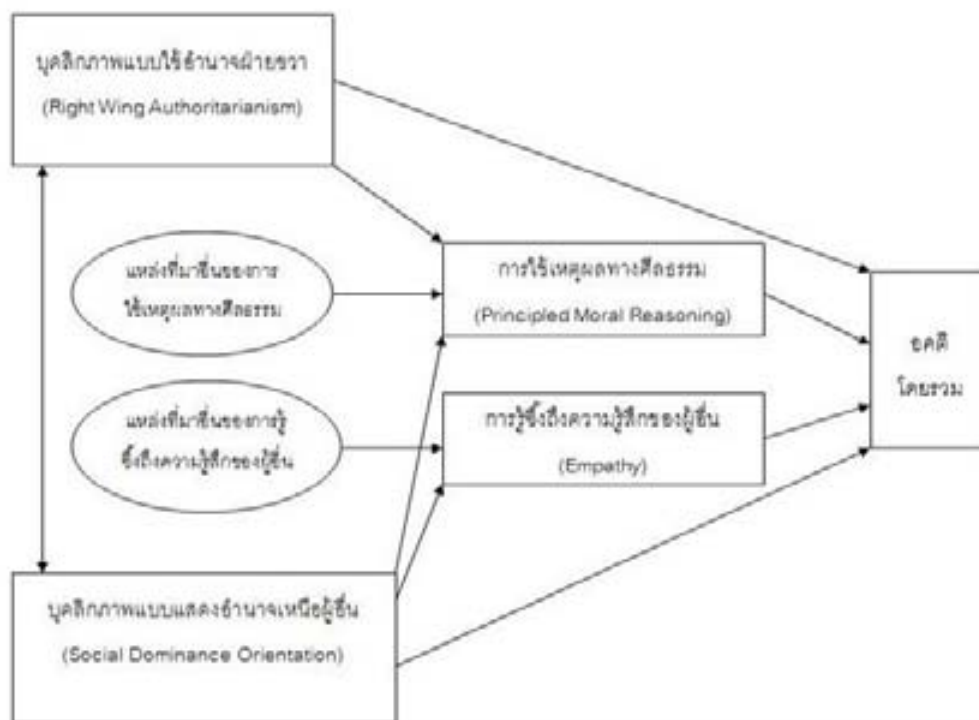 บุคลิกภาพแบบใช้อำนาจฝ่ายขวา
(Right Wing Authoritarianism)
แหล่งที่มาอื่นของการ
ใช้เหตุผลทางศีลธรรม
การใช้เหตุผลทางศีลธรรม
(Principled Moral Reasoning)
อคติ
โดยรวม
แหล่งที่มาอื่นของการรู้
ซึ้งถึงความรู้สึกของผู้อื่น
การรู้ซึ้งถึงความรู้สึกของผู้อื่น
(Empathy)
บุคลิกภาพแบบแสดงอำนาจเหนือผู้อื่น
(Social Dominance Orientation)